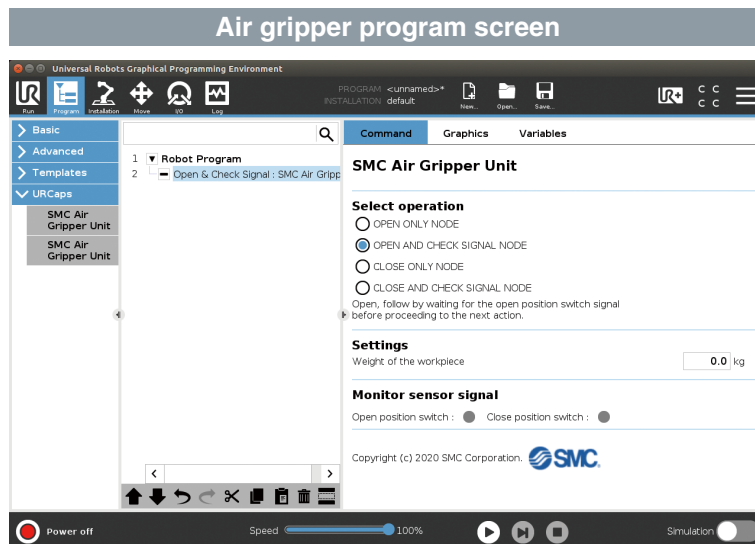 Air gripper program screen
Universal Robots Graphical Programming Environment
PROGRAM <unnamed>*
INSTALLATION default
Run Program Installation Move I/O Log New... Open... Save...
UR+
C C
C C
Basic
Advanced
Templates
URCaps
SMC Air
Gripper Unit
SMC Air
Gripper Unit
1 Robot Program
2 Open & Check Signal : SMC Air Gripp
Command Graphics Variables
SMC Air Gripper Unit
Select operation
OPEN ONLY NODE
OPEN AND CHECK SIGNAL NODE
CLOSE ONLY NODE
CLOSE AND CHECK SIGNAL NODE
Open, follow by waiting for the open position switch signal
before proceeding to the next action.
Settings
Weight of the workpiece 0.0 kg
Monitor sensor signal
Open position switch : Close position switch :
Copyright (c) 2020 SMC Corporation. SMC.
Power off Speed 100% Simulation